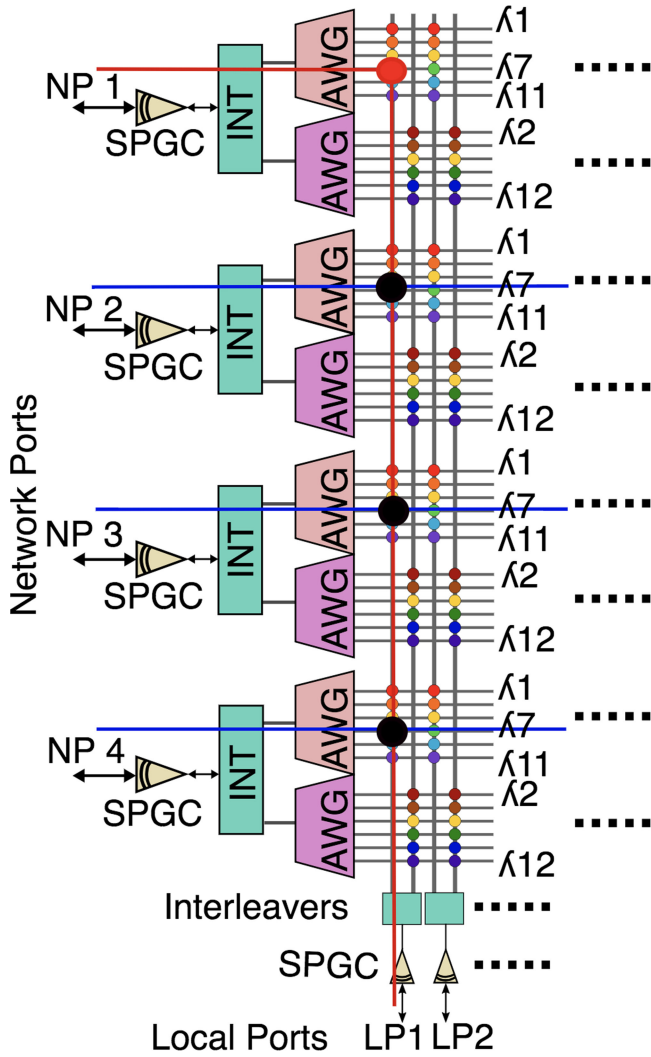 λ1
NP 1
AWG
λ7
INT
λ11
SPGC
AWG
λ2
λ12
λ1
NP 2
AWG
λ7
INT
λ11
SPGC
AWG
λ2
λ12
Network Ports
λ1
NP 3
AWG
λ7
INT
λ11
SPGC
AWG
λ2
λ12
λ1
NP 4
AWG
λ7
INT
λ11
SPGC
AWG
λ2
λ12
Interleavers
SPGC
Local Ports LP1 LP2